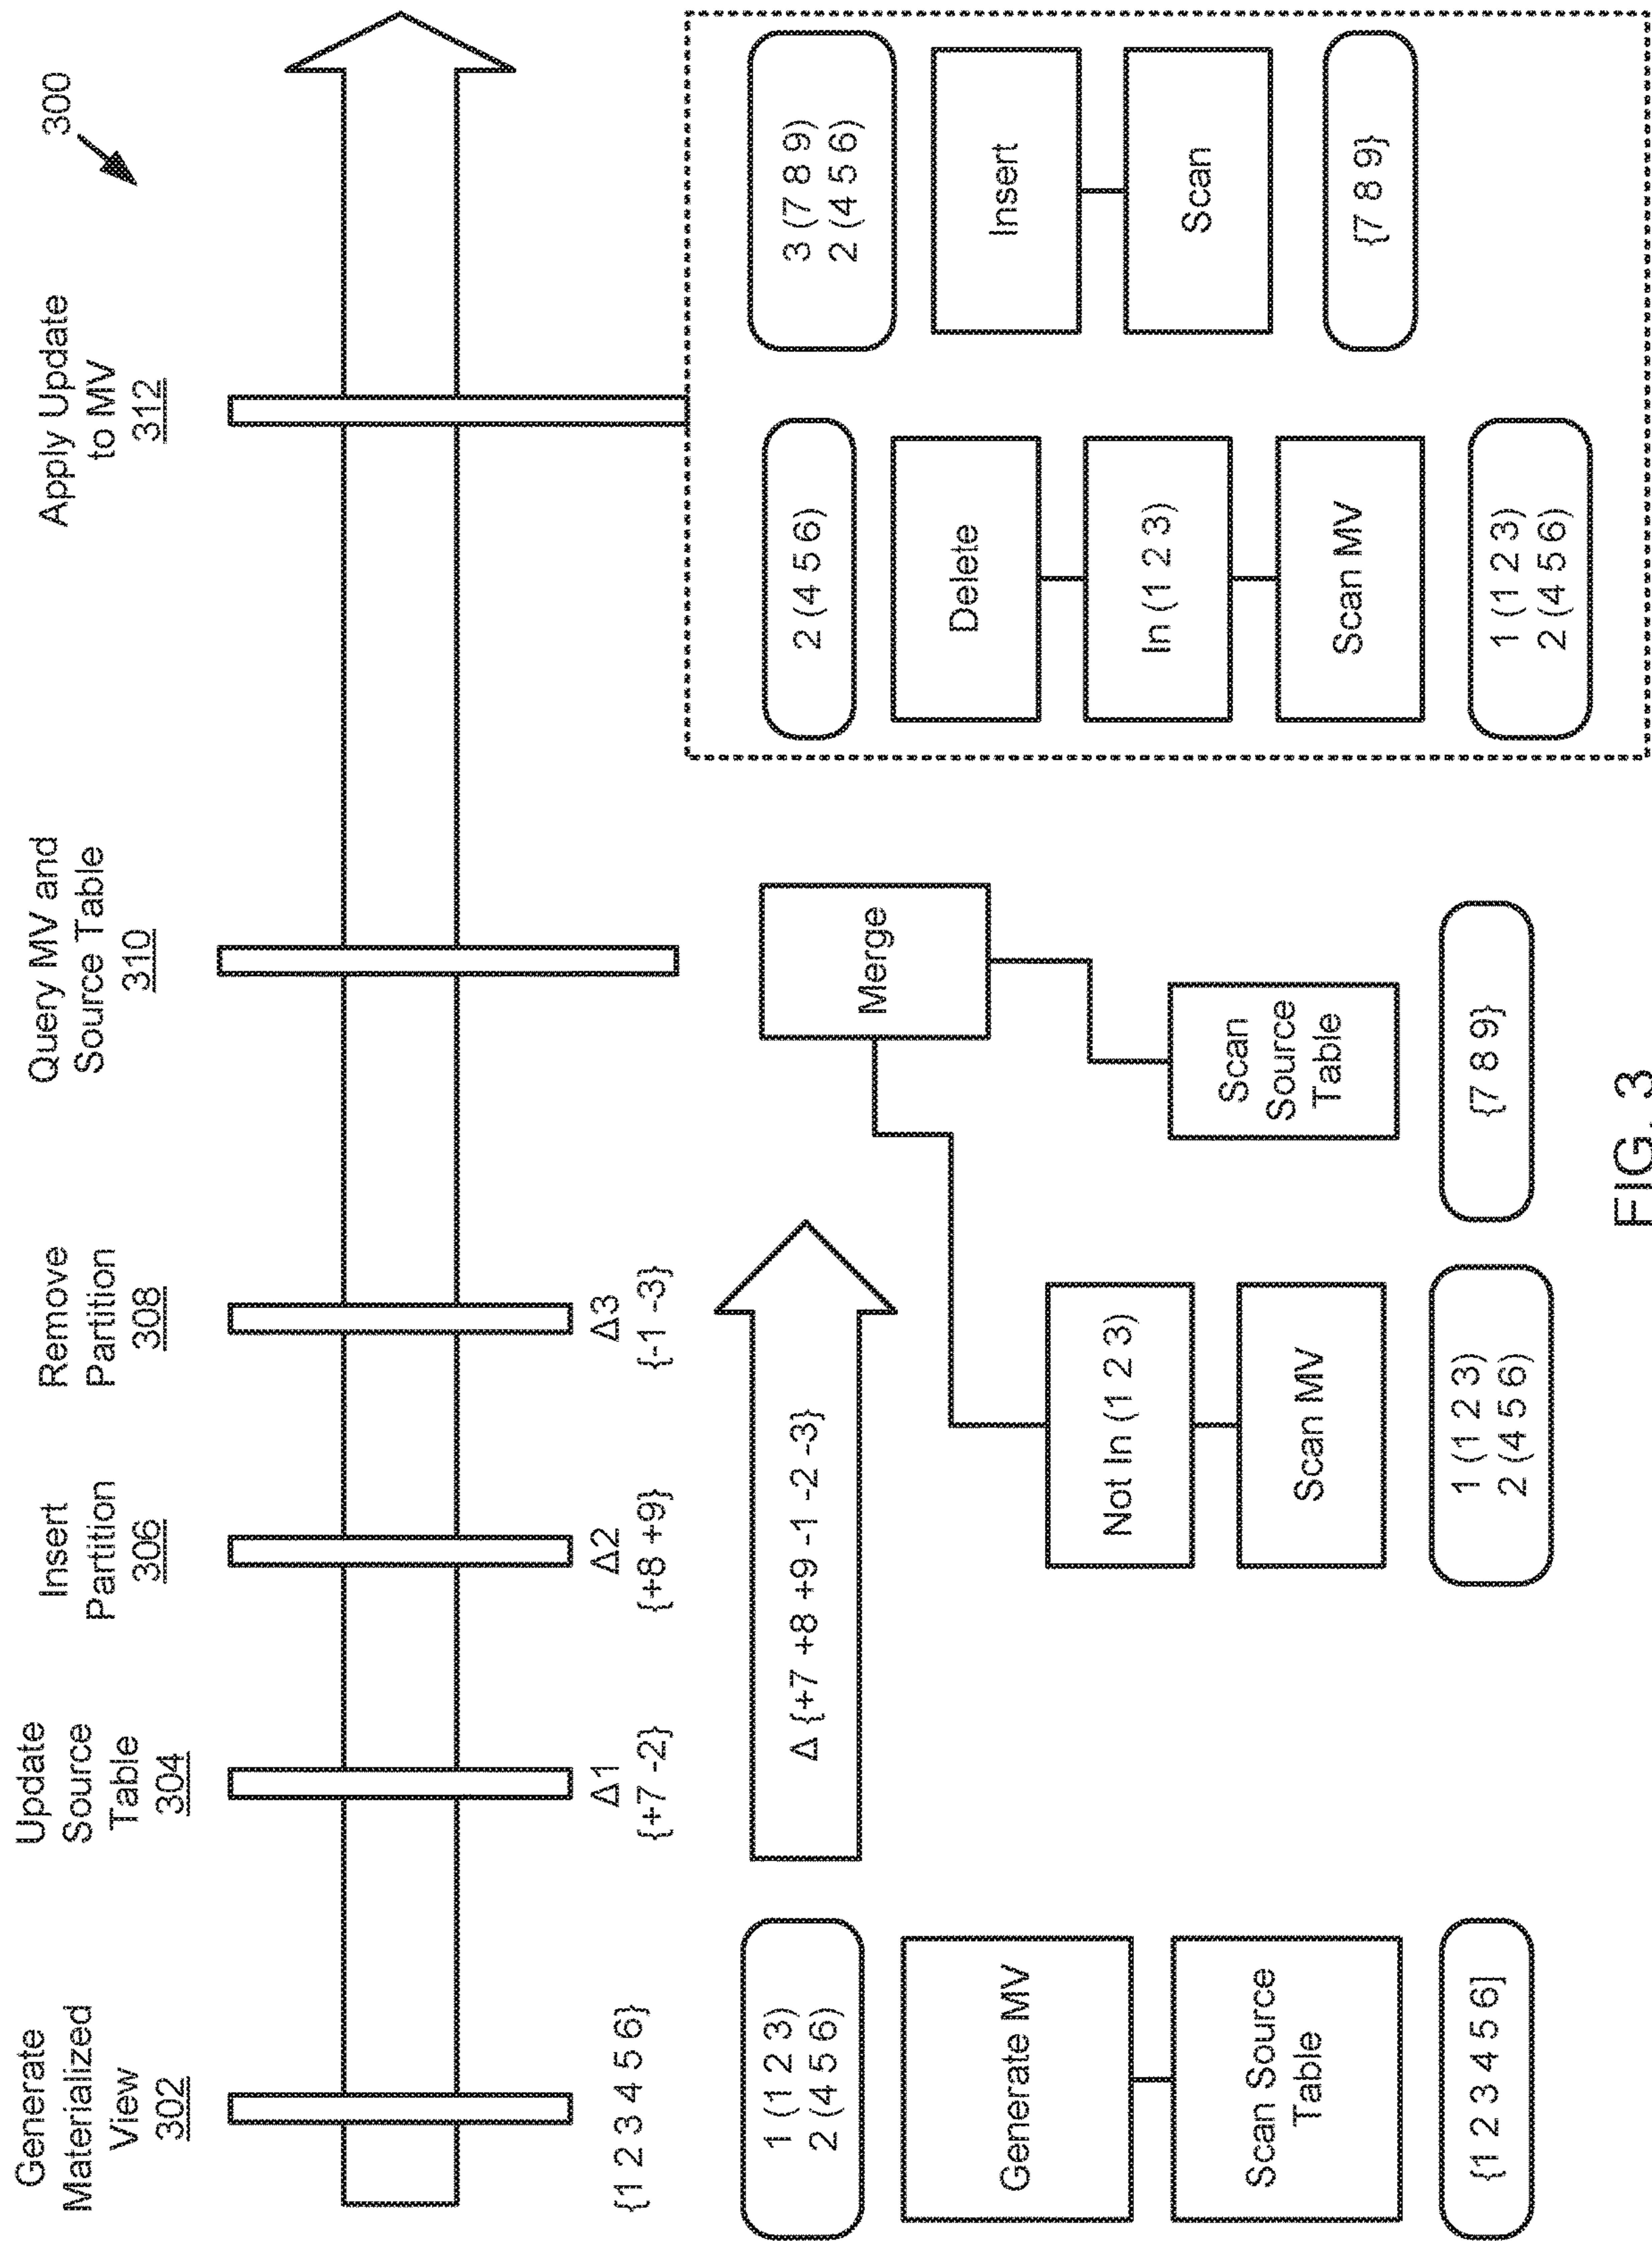 300
Generate
Materialized
View
302
Update
Source
Table
304
Insert
Partition
306
Remove
Partition
308
Query MV and
Source Table
310
Apply Update
to MV
312
{1 2 3 4 5 6}
Δ1
{+7 -2}
Δ2
{+8 +9}
Δ3
{-1 -3}
1 (1 2 3)
2 (4 5 6)
Generate MV
Scan Source
Table
{1 2 3 4 5 6]
Δ {+7 +8 +9 -1 -2 -3}
Merge
Not In (1 2 3)
Scan MV
1 (1 2 3)
2 (4 5 6)
Scan
Source
Table
{7 8 9}
2 (4 5 6)
Delete
In (1 2 3)
Scan MV
1 (1 2 3)
2 (4 5 6)
3 (7 8 9)
2 (4 5 6)
Insert
Scan
{7 8 9}
FIG. 3